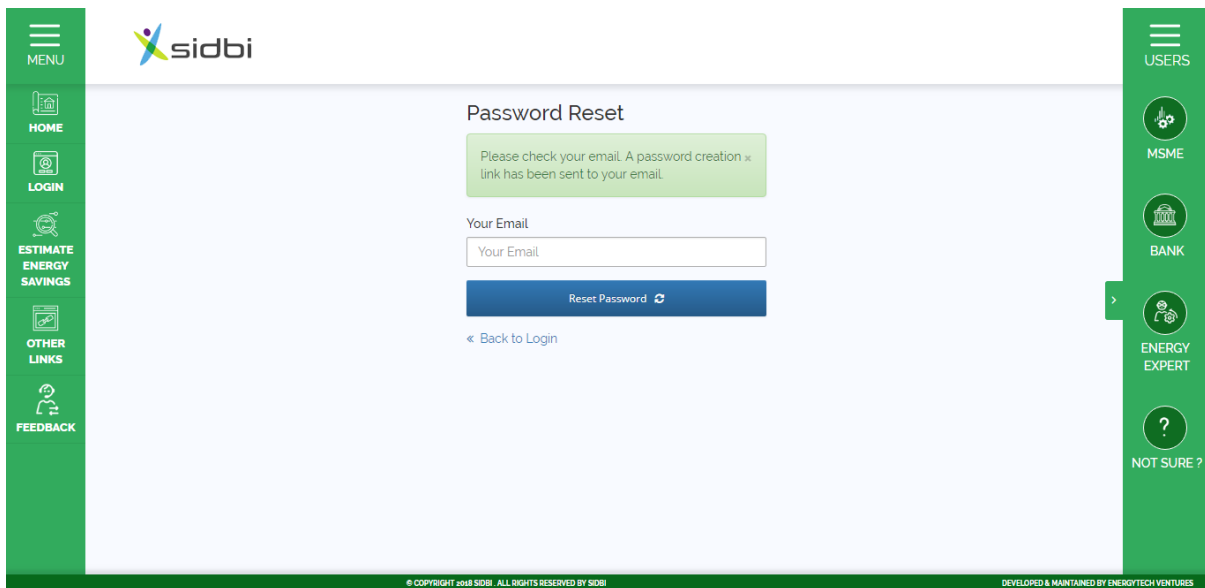 MENU
HOME
LOGIN
ESTIMATE
ENERGY
SAVINGS
OTHER
LINKS
FEEDBACK
sidbi
Password Reset
Please check your email. A password creation ×
link has been sent to your email.
Your Email
Your Email
Reset Password
« Back to Login
USERS
MSME
BANK
>
ENERGY
EXPERT
?
NOT SURE ?
© COPYRIGHT 2018 SIDBI . ALL RIGHTS RESERVED BY SIDBI
DEVELOPED & MAINTAINED BY ENERGYTECH VENTURES